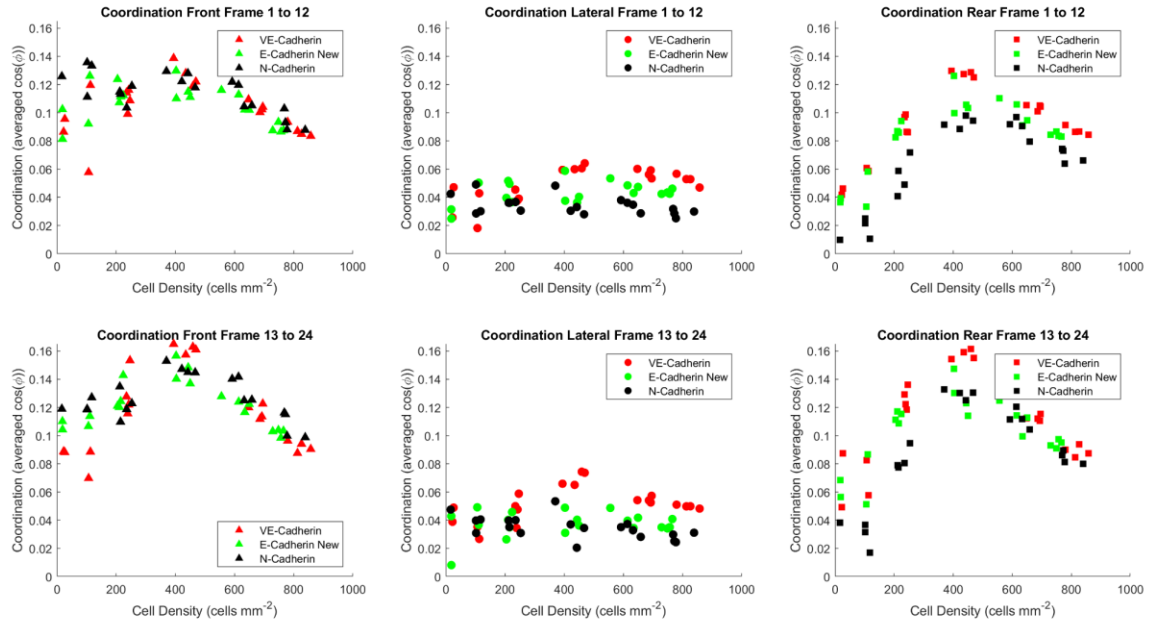 Coordination Front Frame 1 to 12
Coordination (averaged cos(ϕ))
0.16
0.14
0.12
0.1
0.08
0.06
0.04
0.02
0
0 200 400 600 800 1000
Cell Density (cells mm-2)
VE-Cadherin
E-Cadherin New
N-Cadherin
Coordination Lateral Frame 1 to 12
Coordination (averaged cos(ϕ))
0.16
0.14
0.12
0.1
0.08
0.06
0.04
0.02
0
0 200 400 600 800 1000
Cell Density (cells mm-2)
VE-Cadherin
E-Cadherin New
N-Cadherin
Coordination Rear Frame 1 to 12
Coordination (averaged cos(ϕ))
0.16
0.14
0.12
0.1
0.08
0.06
0.04
0.02
0
0 200 400 600 800 1000
Cell Density (cells mm-2)
VE-Cadherin
E-Cadherin New
N-Cadherin
Coordination Front Frame 13 to 24
Coordination (averaged cos(ϕ))
0.16
0.14
0.12
0.1
0.08
0.06
0.04
0.02
0
0 200 400 600 800 1000
Cell Density (cells mm-2)
VE-Cadherin
E-Cadherin New
N-Cadherin
Coordination Lateral Frame 13 to 24
Coordination (averaged cos(ϕ))
0.16
0.14
0.12
0.1
0.08
0.06
0.04
0.02
0
0 200 400 600 800 1000
Cell Density (cells mm-2)
VE-Cadherin
E-Cadherin New
N-Cadherin
Coordination Rear Frame 13 to 24
Coordination (averaged cos(ϕ))
0.16
0.14
0.12
0.1
0.08
0.06
0.04
0.02
0
0 200 400 600 800 1000
Cell Density (cells mm-2)
VE-Cadherin
E-Cadherin New
N-Cadherin